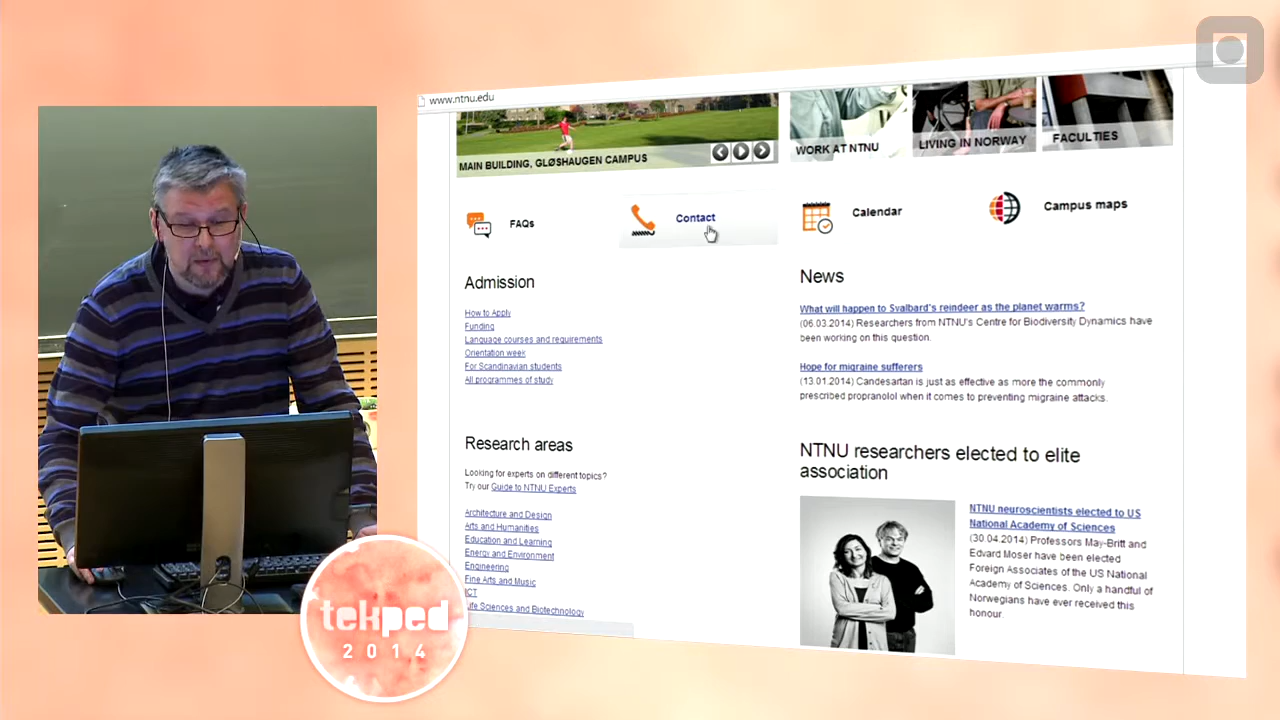 www.ntnu.edu
MAIN BUILDING, GLØSHAUGEN CAMPUS
WORK AT NTNU
LIVING IN NORWAY
FACULTIES
FAQs
Contact
Calendar
Campus maps
Admission
How to Apply
Funding
Language courses and requirements
Orientation week
For Scandinavian students
All programmes of study
Research areas
Looking for experts on different topics?
Try our Guide to NTNU Experts
Architecture and Design
Arts and Humanities
Education and Learning
Energy and Environment
Engineering
Fine Arts and Music
ICT
Life Sciences and Biotechnology
News
What will happen to Svalbard's reindeer as the planet warms?
(06.03.2014) Researchers from NTNU's Centre for Biodiversity Dynamics have
been working on this question.
Hope for migraine sufferers
(13.01.2014) Candesartan is just as effective as more the commonly
prescribed propranolol when it comes to preventing migraine attacks.
NTNU researchers elected to elite
association
NTNU neuroscientists elected to US
National Academy of Sciences
(30.04.2014) Professors May-Britt and
Edvard Moser have been elected
Foreign Associates of the US National
Academy of Sciences. Only a handful of
Norwegians have ever received this
honour.
tekped
2014